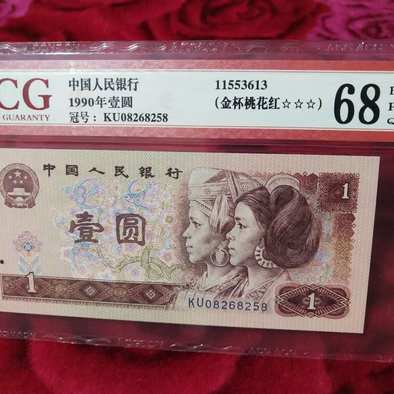 CG
GUARANTY
中国人民银行
1990年壹圆
冠号: KU08268258
11553613
(金杯桃花红☆☆☆)
68
中国人民银行
1
壹圆
1
KU08268258
1